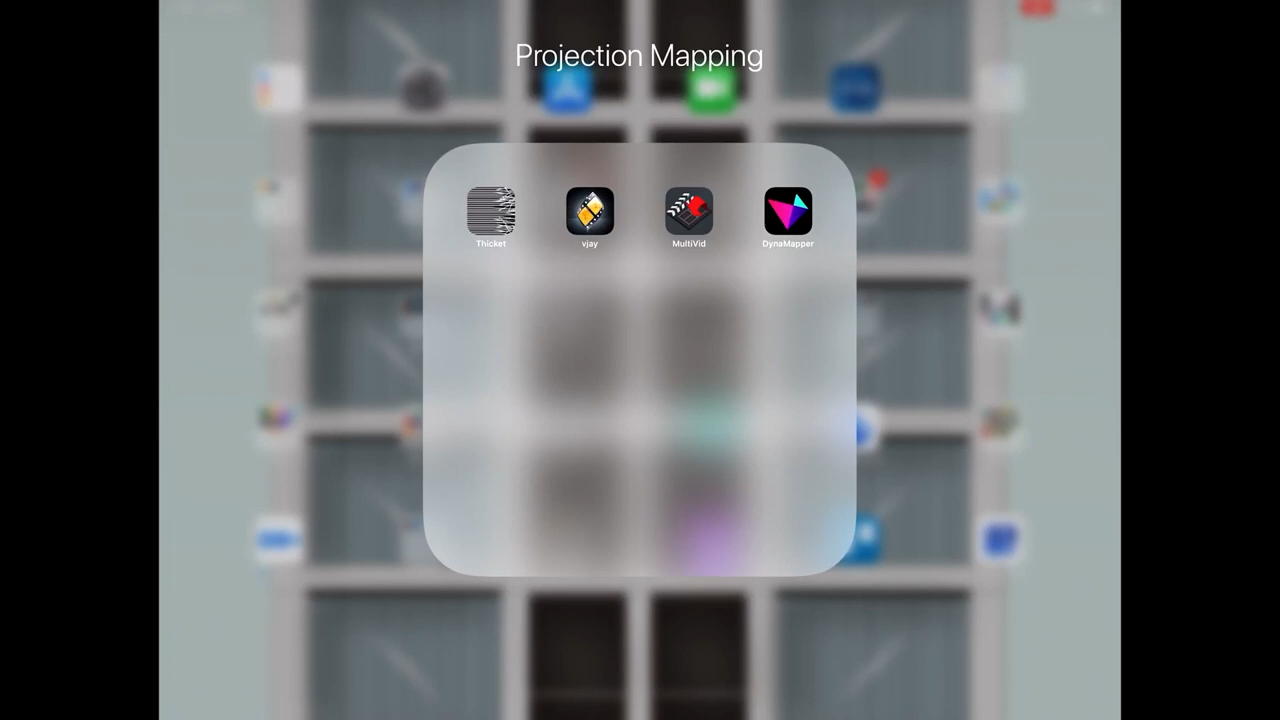 Projection Mapping
Thicket
vjay
MultiVid
DynaMapper